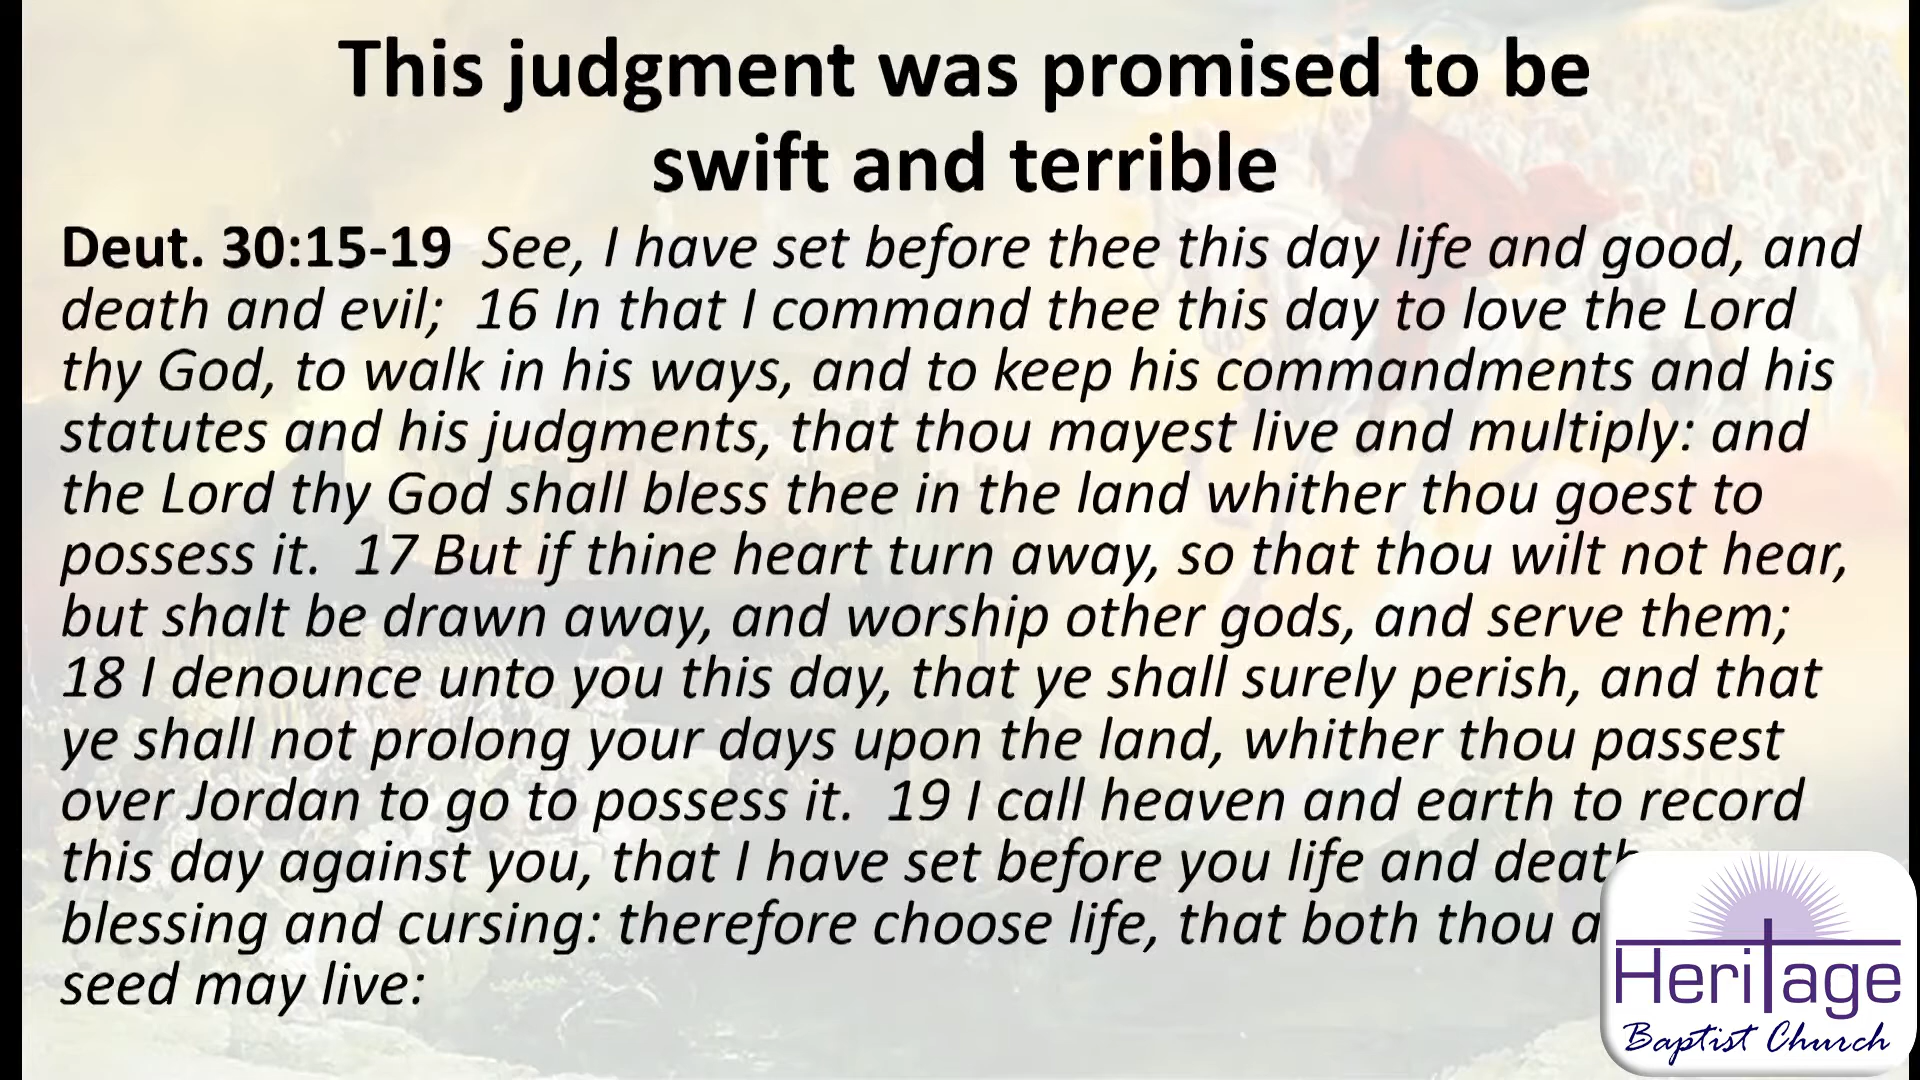 This judgment was promised to be
swift and terrible
Deut. 30:15-19 See, I have set before thee this day life and good, and
death and evil; 16 In that I command thee this day to love the Lord
thy God, to walk in his ways, and to keep his commandments and his
statutes and his judgments, that thou mayest live and multiply: and
the Lord thy God shall bless thee in the land whither thou goest to
possess it. 17 But if thine heart turn away, so that thou wilt not hear,
but shalt be drawn away, and worship other gods, and serve them;
18 I denounce unto you this day, that ye shall surely perish, and that
ye shall not prolong your days upon the land, whither thou passest
over Jordan to go to possess it. 19 I call heaven and earth to record
this day against you, that I have set before you life and death
blessing and cursing: therefore choose life, that both thou
seed may live:
Heritage
Baptist Church